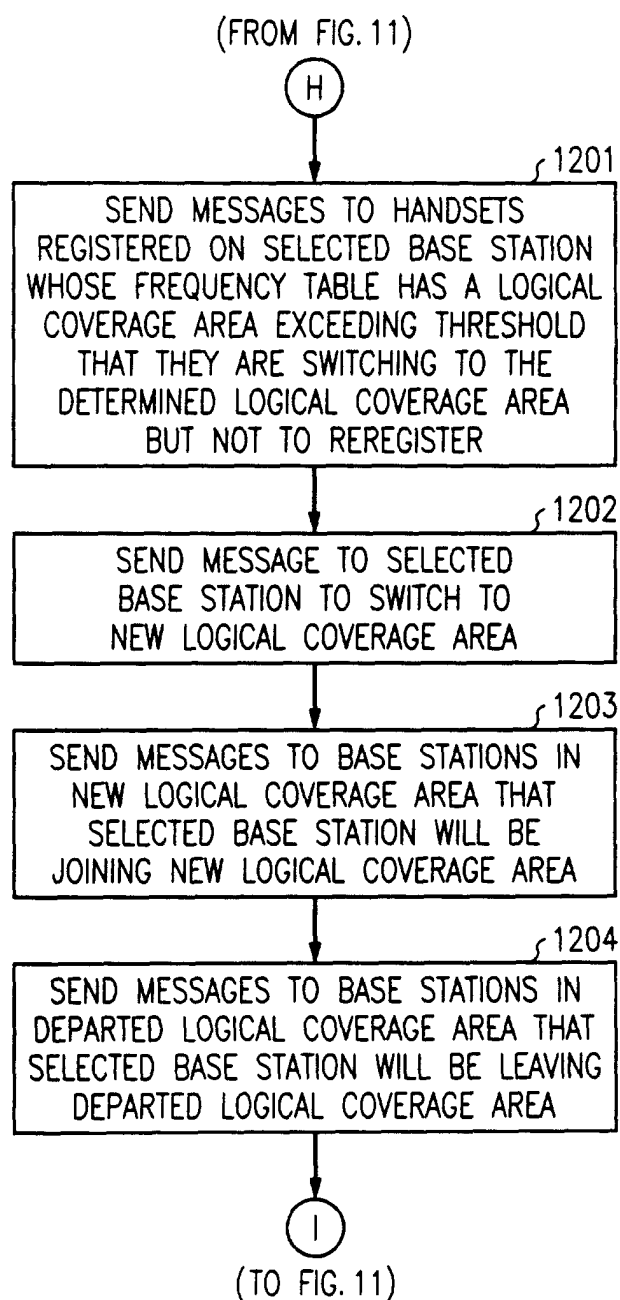 (FROM FIG. 11)
H
1201
SEND MESSAGES TO HANDSETS
REGISTERED ON SELECTED BASE STATION
WHOSE FREQUENCY TABLE HAS A LOGICAL
COVERAGE AREA EXCEEDING THRESHOLD
THAT THEY ARE SWITCHING TO THE
DETERMINED LOGICAL COVERAGE AREA
BUT NOT TO REREGISTER
1202
SEND MESSAGE TO SELECTED
BASE STATION TO SWITCH TO
NEW LOGICAL COVERAGE AREA
1203
SEND MESSAGES TO BASE STATIONS IN
NEW LOGICAL COVERAGE AREA THAT
SELECTED BASE STATION WILL BE
JOINING NEW LOGICAL COVERAGE AREA
1204
SEND MESSAGES TO BASE STATIONS IN
DEPARTED LOGICAL COVERAGE AREA THAT
SELECTED BASE STATION WILL BE LEAVING
DEPARTED LOGICAL COVERAGE AREA
I
(TO FIG. 11)